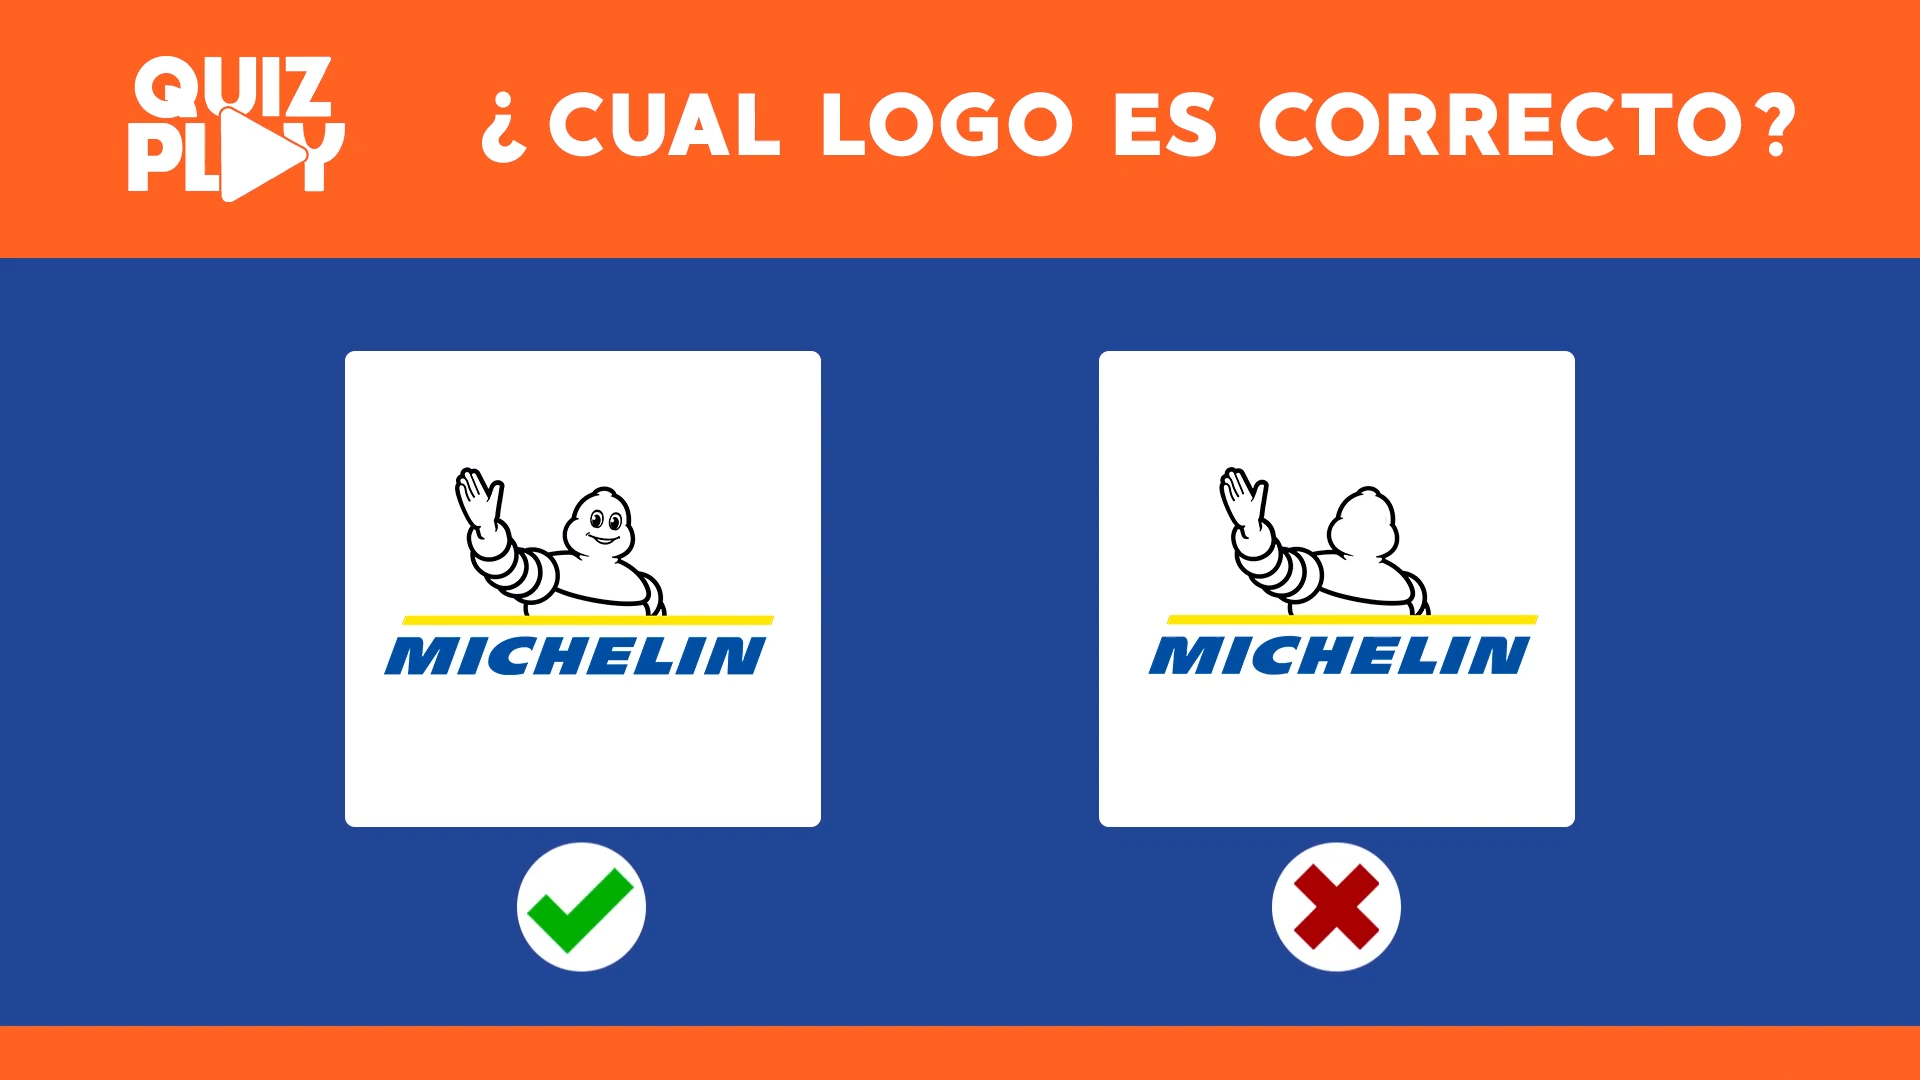 QUIZ
PLAY
¿CUAL LOGO ES CORRECTO?
MICHELIN
MICHELIN